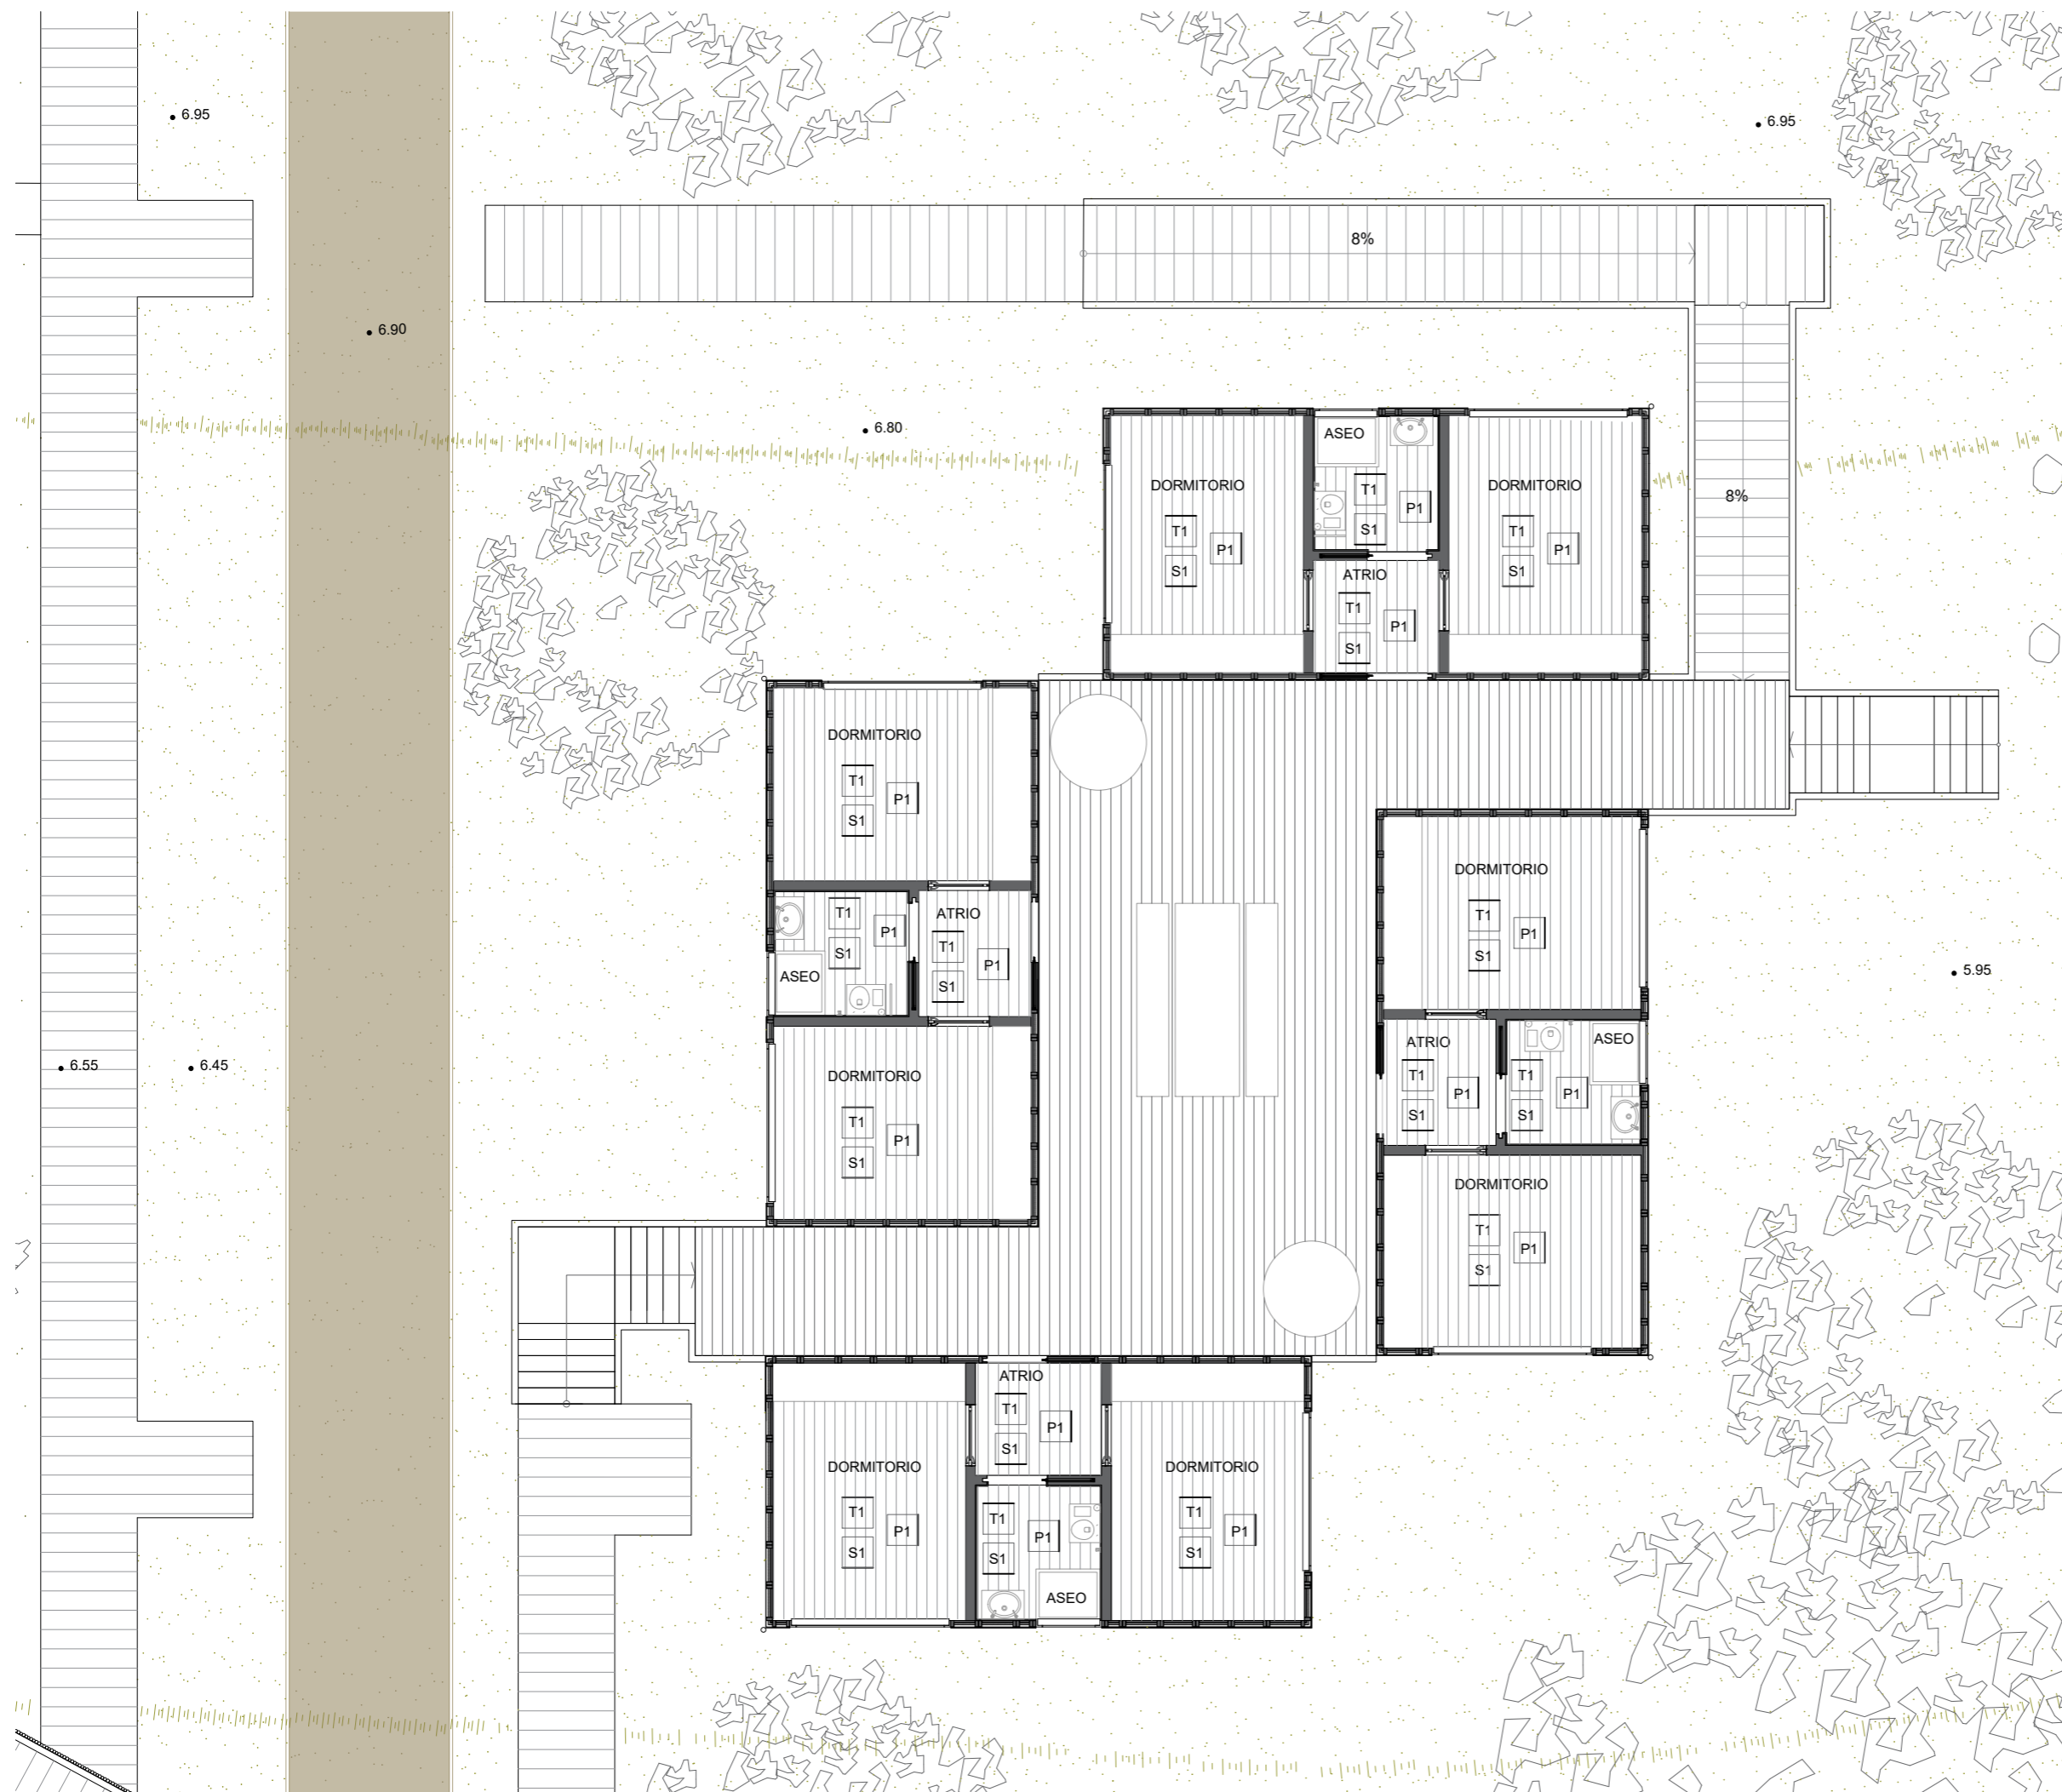 6.95
6.95
8%
6.90
6.80
ASEO
DORMITORIO
T1
S1
P1
T1
S1
P1
DORMITORIO
T1
S1
P1
8%
ATRIO
T1
S1
P1
DORMITORIO
T1
S1
P1
DORMITORIO
T1
S1
P1
T1
S1
P1
ASEO
ATRIO
T1
S1
P1
5.95
6.55
6.45
DORMITORIO
T1
S1
P1
ATRIO
T1
S1
P1
T1
S1
P1
ASEO
DORMITORIO
T1
S1
P1
ATRIO
T1
S1
P1
DORMITORIO
T1
S1
P1
T1
S1
P1
ASEO
DORMITORIO
T1
S1
P1